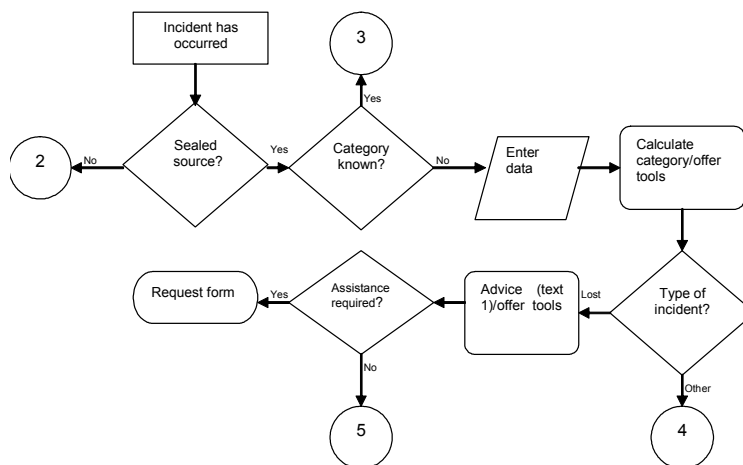 Incident has
occurred
3
Yes
2
No
Sealed
source?
Yes
Category
known?
No
Enter
data
Calculate
category/offer
tools
Request form
Yes
Assistance
required?
Advice (text
1)/offer tools
Lost
Type of
incident?
No
Other
5
4